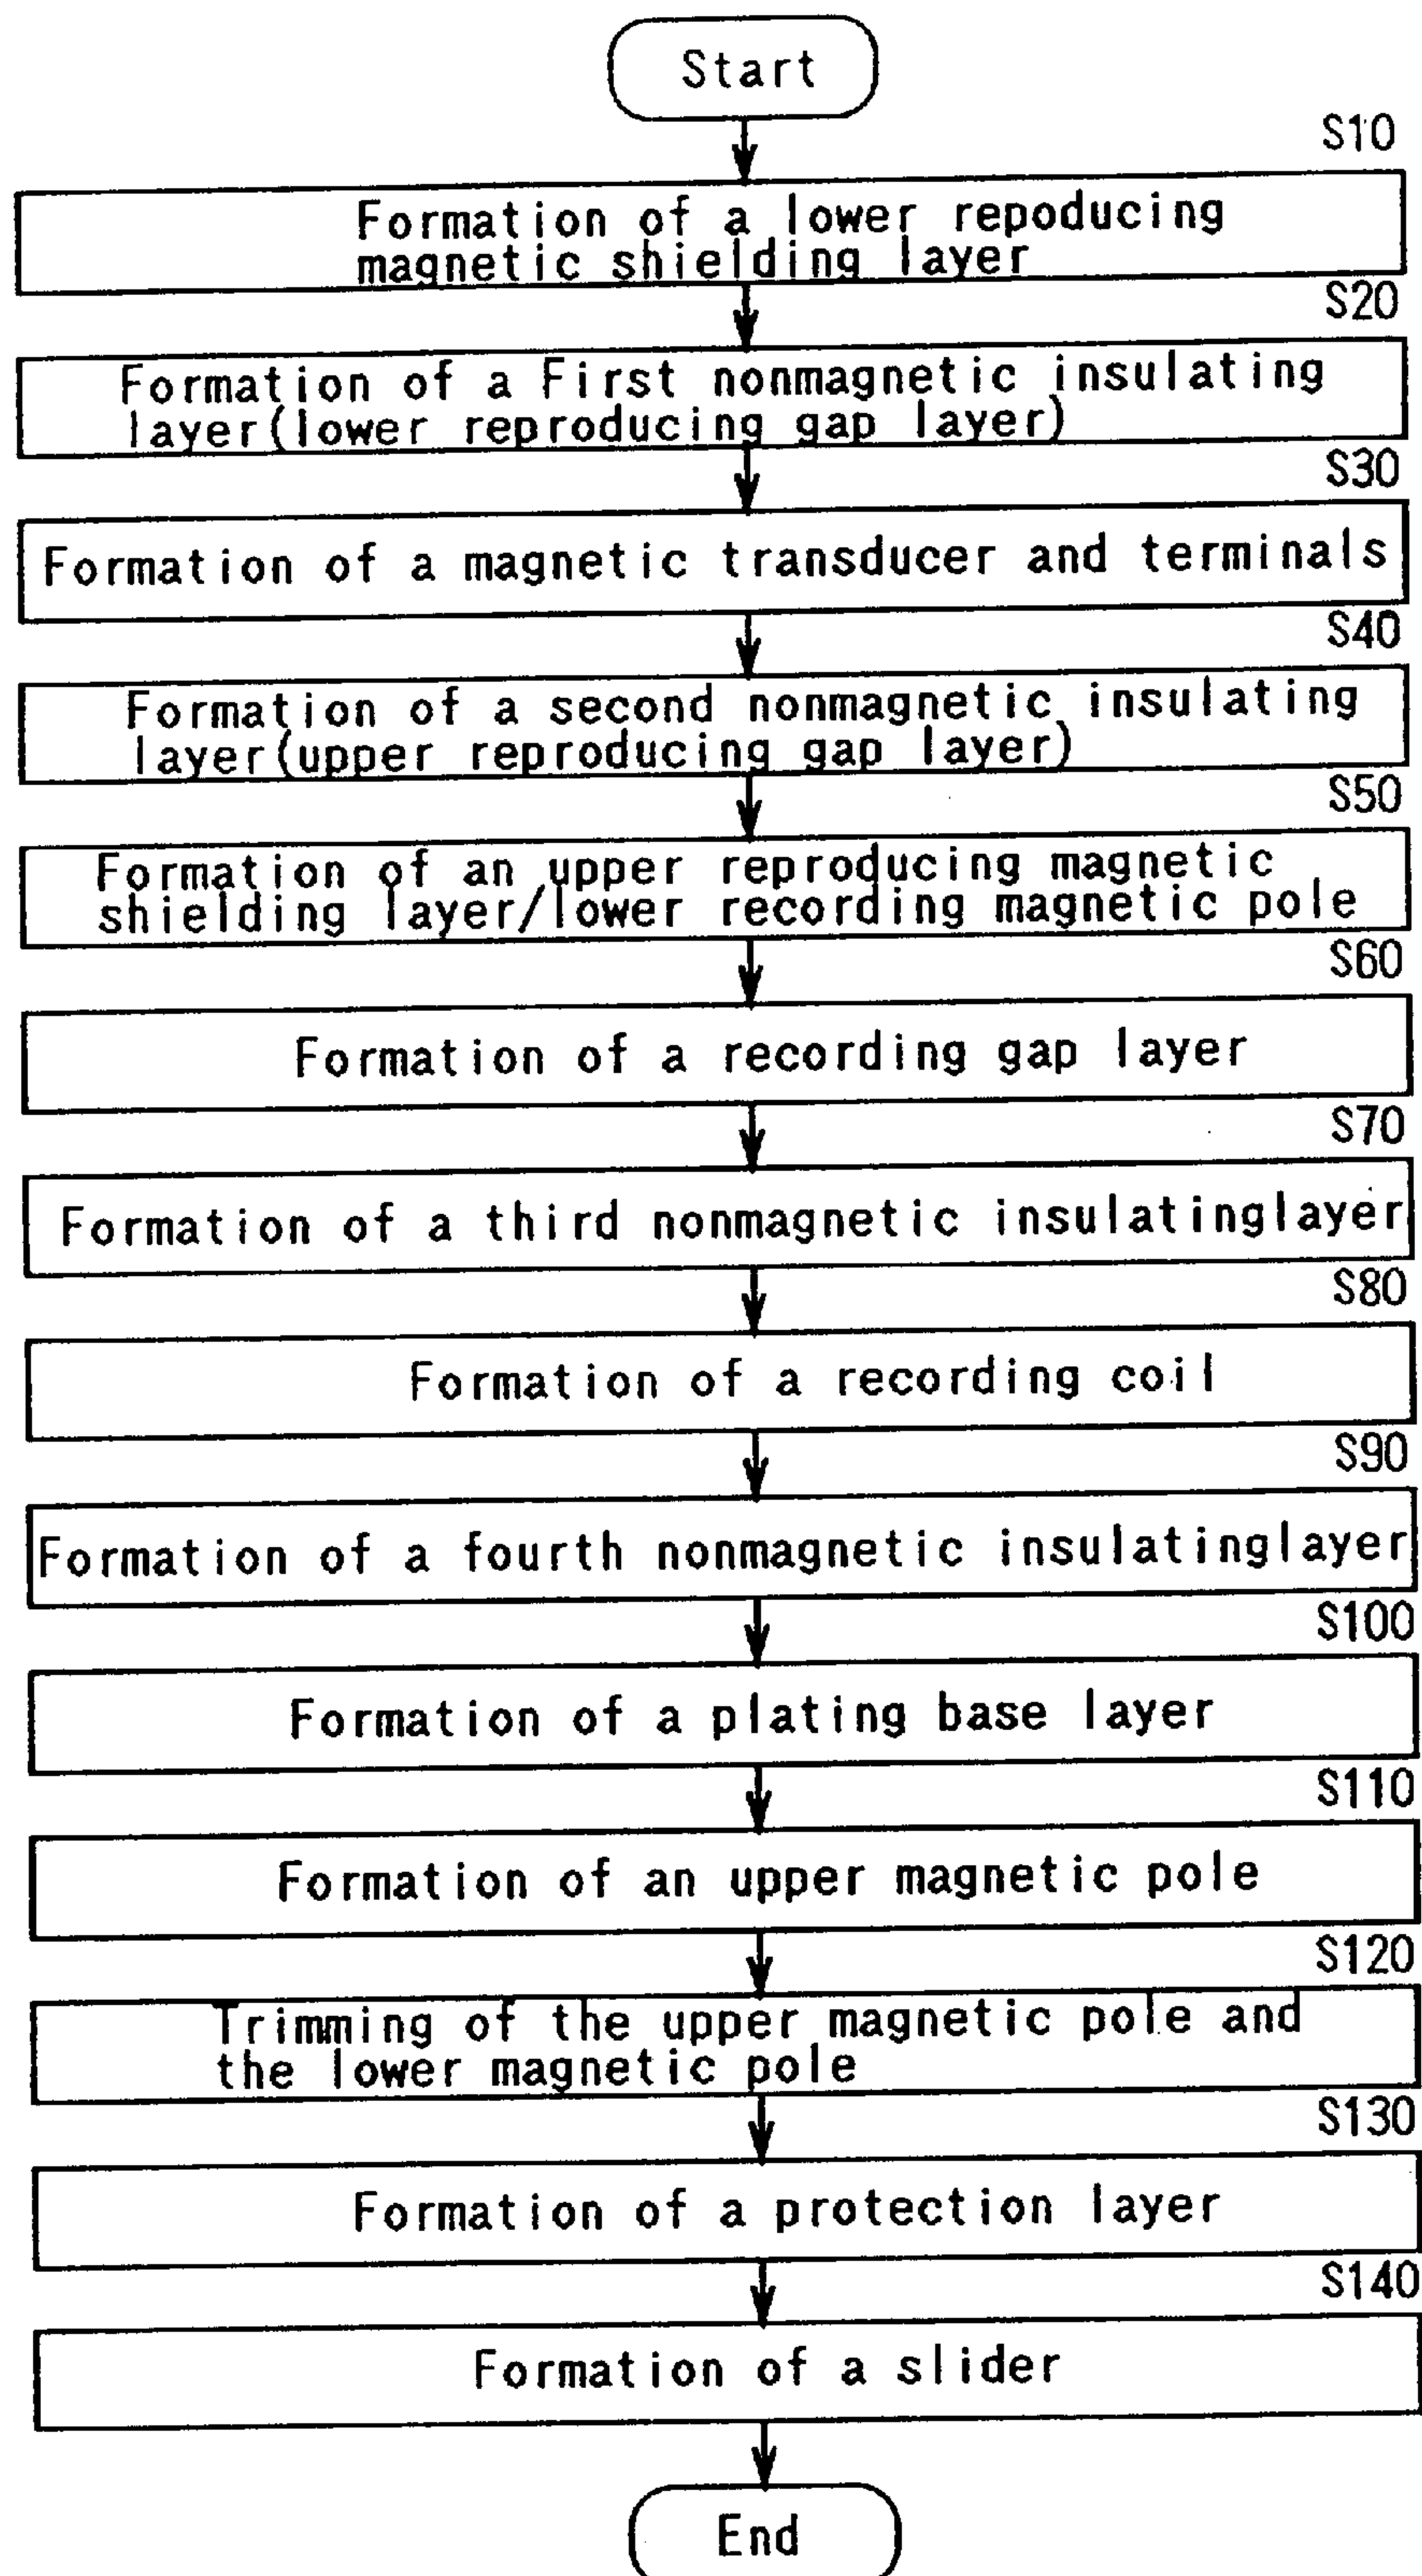 Start
S10
Formation of a lower repoducing
magnetic shielding layer
S20
Formation of a First nonmagnetic insulating
layer(lower reproducing gap layer)
S30
Formation of a magnetic transducer and terminals
S40
Formation of a second nonmagnetic insulating
layer(upper reproducing gap layer)
S50
Formation of an upper reproducing magnetic
shielding layer/lower recording magnetic pole
S60
Formation of a recording gap layer
S70
Formation of a third nonmagnetic insulatinglayer
S80
Formation of a recording coil
S90
Formation of a fourth nonmagnetic insulatinglayer
S100
Formation of a plating base layer
S110
Formation of an upper magnetic pole
S120
Trimming of the upper magnetic pole and
the lower magnetic pole
S130
Formation of a protection layer
S140
Formation of a slider
End